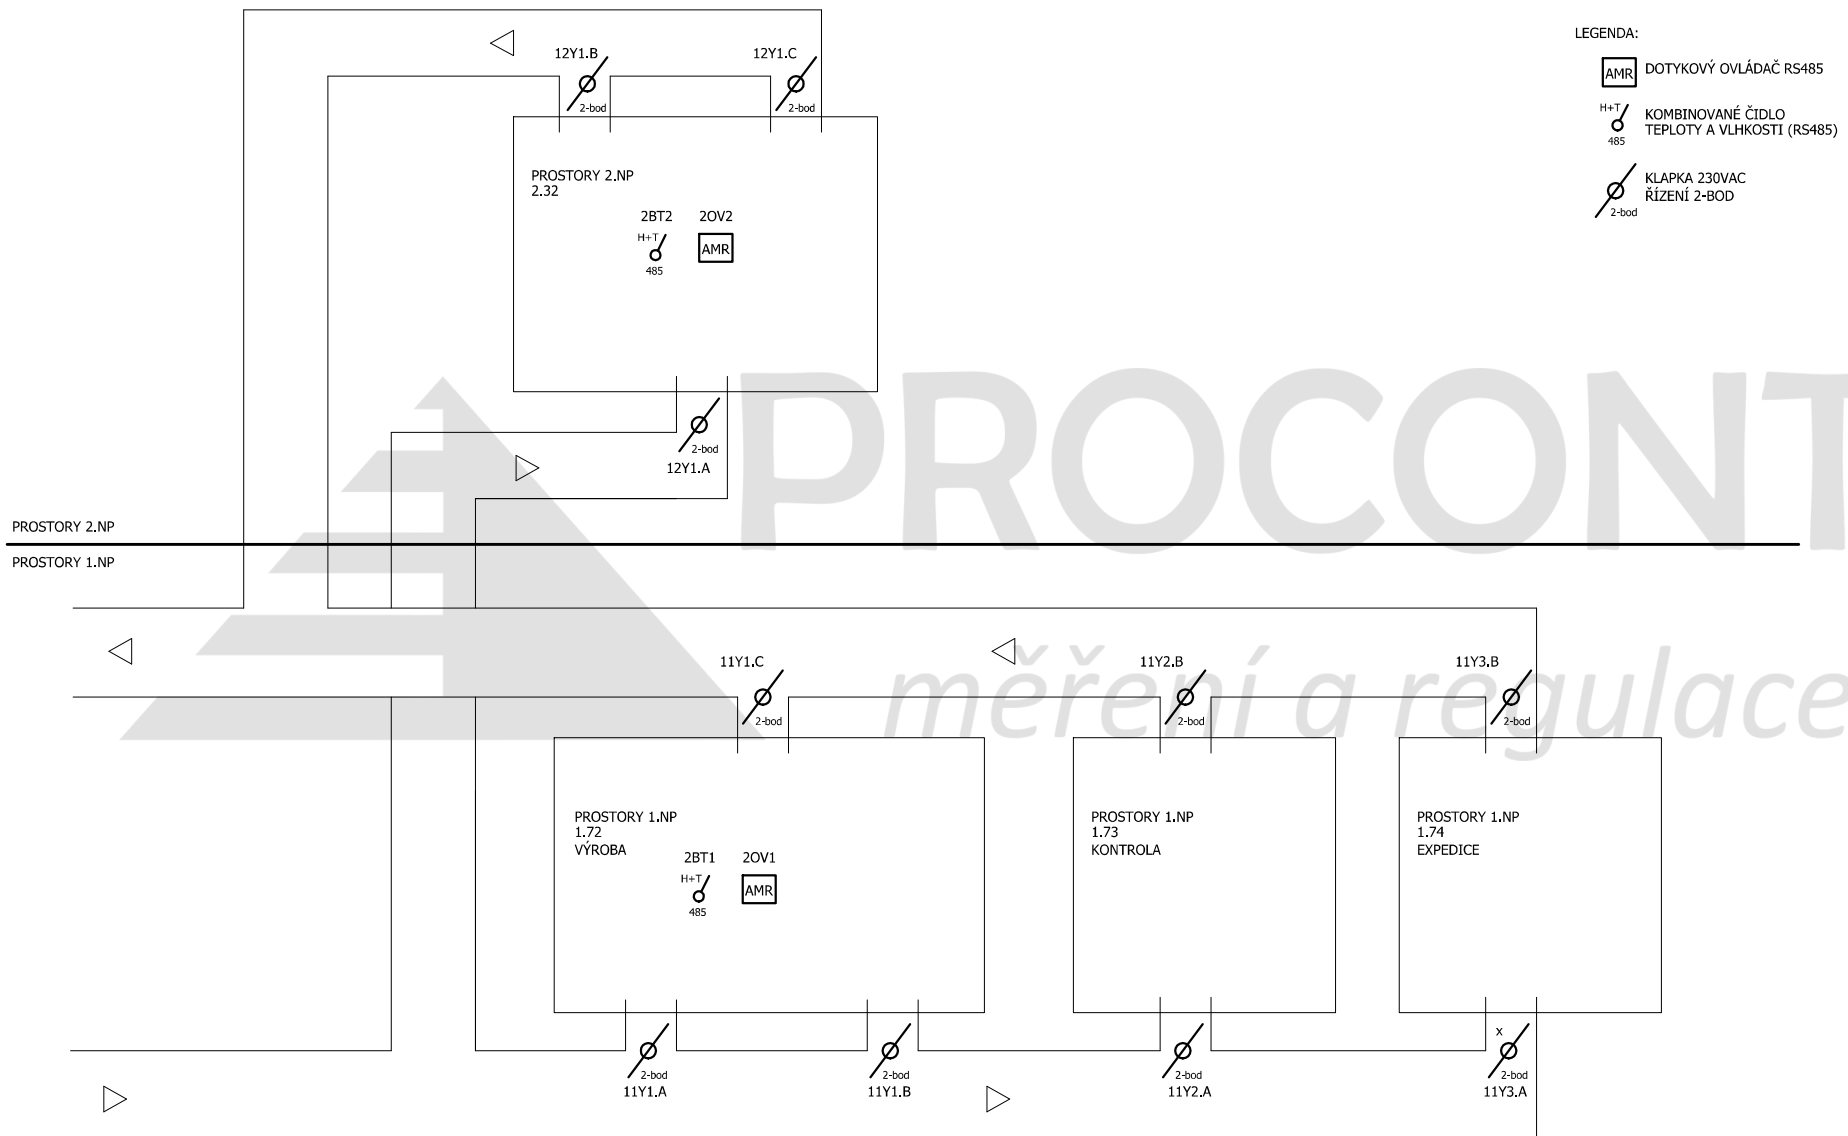 LEGENDA:
AMR DOTYKOVÝ OVLÁDAČ RS485
H+T
485
KOMBINOVANÉ ČIDLO
TEPLOTY A VLHKOSTI (RS485)
KLAPKA 230VAC
ŘÍZENÍ 2-BOD
2-bod
12Y1.B
2-bod
12Y1.C
2-bod
PROSTORY 2.NP
2.32
2BT2
H+T
485
2OV2
AMR
2-bod
12Y1.A
PROCONT
měření a regulace
PROSTORY 2.NP
PROSTORY 1.NP
11Y1.C
2-bod
11Y2.B
2-bod
11Y3.B
2-bod
PROSTORY 1.NP
1.72
VÝROBA
2BT1
H+T
485
2OV1
AMR
PROSTORY 1.NP
1.73
KONTROLA
PROSTORY 1.NP
1.74
EXPEDICE
2-bod
11Y1.A
2-bod
11Y1.B
2-bod
11Y2.A
x
2-bod
11Y3.A